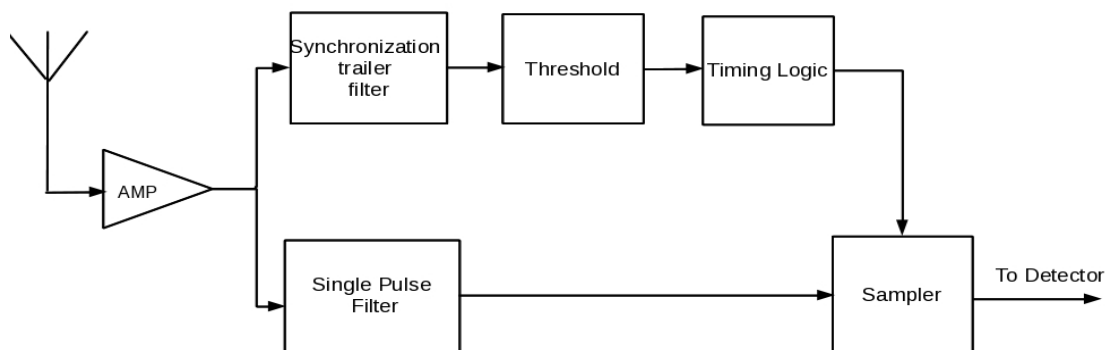 Synchronization
trailer
filter
Threshold
Timing Logic
AMP
Single Pulse
Filter
Sampler
To Detector